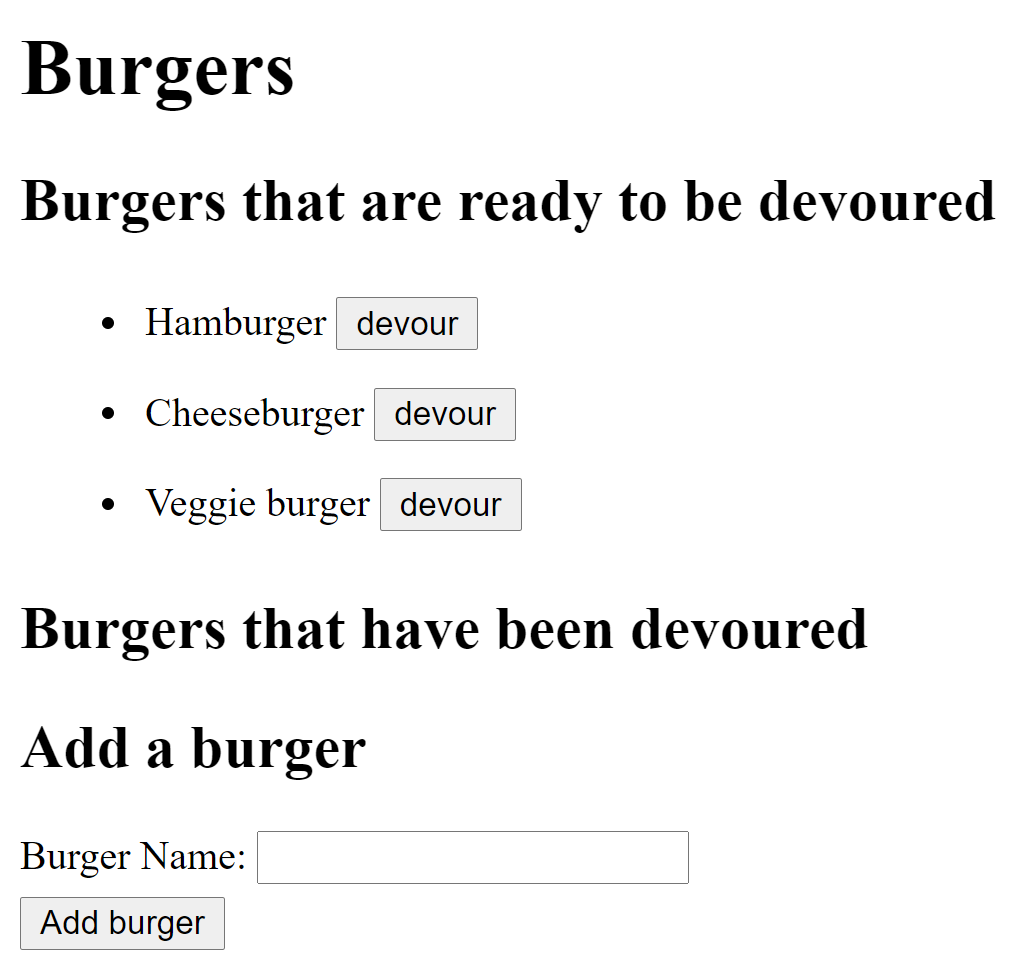 Burgers
Burgers that are ready to be devoured
Hamburger devour
Cheeseburger devour
Veggie burger devour
Burgers that have been devoured
Add a burger
Burger Name:
Add burger